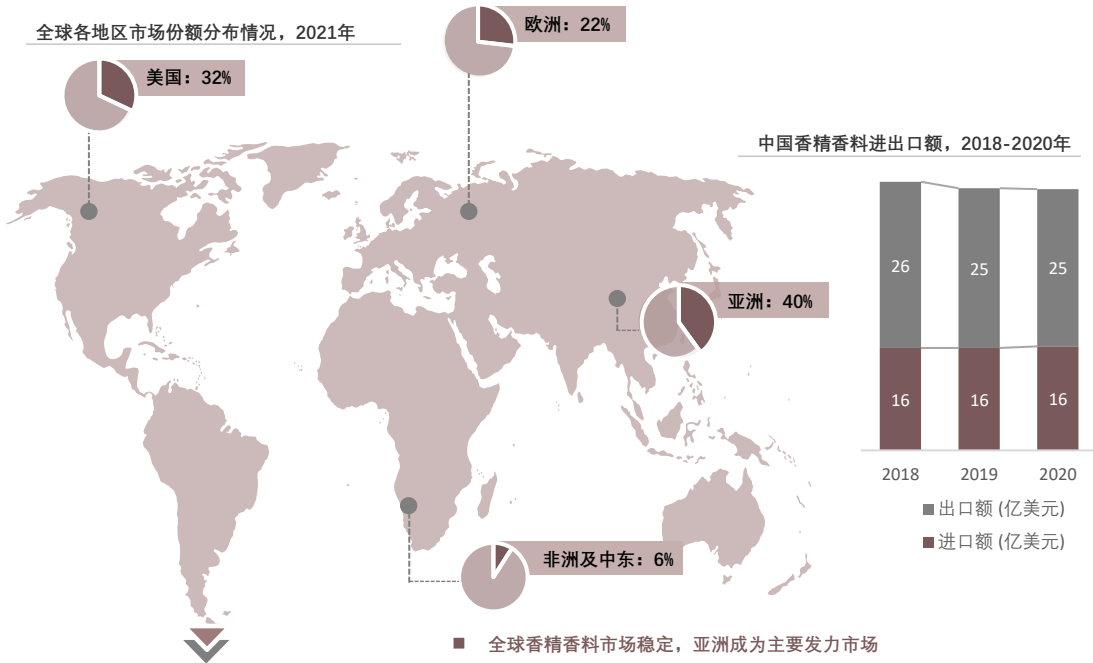 全球各地区市场份额分布情况，2021年
欧洲：22%
美国：32%
中国香精香料进出口额，2018-2020年
亚洲：40%
26
25
25
16
16
16
2018
2019
2020
出口额 (亿美元)
进口额 (亿美元)
非洲及中东：6%
全球香精香料市场稳定，亚洲成为主要发力市场